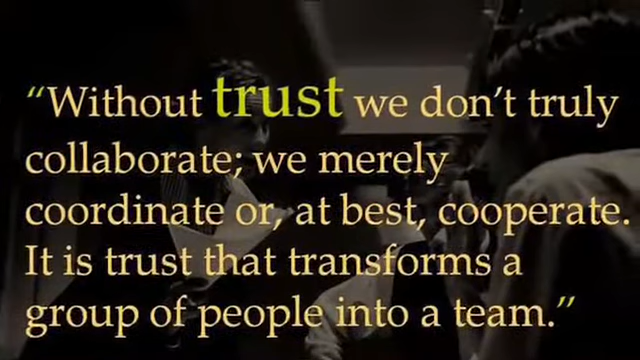 “Without trust we don’t truly
collaborate; we merely
coordinate or, at best, cooperate.
It is trust that transforms a
group of people into a team.”